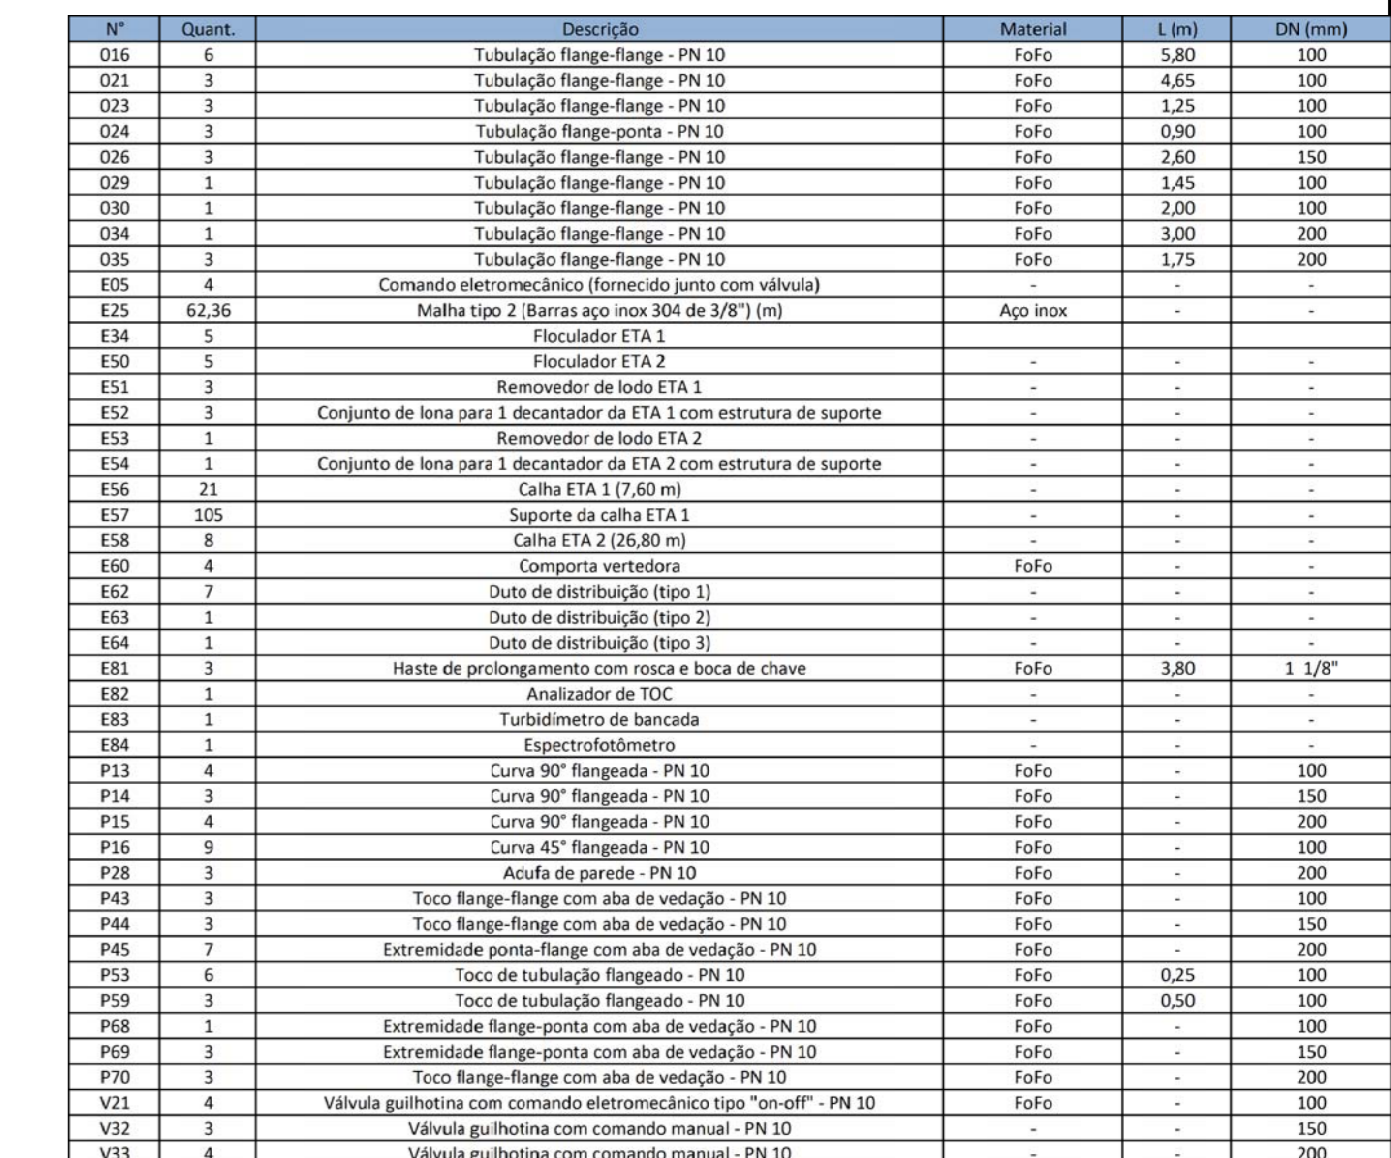 N° Quant. Descrição Material L (m) DN (mm)
016 6 Tubulação flange-flange - PN 10 FoFo 5,80 100
021 3 Tubulação flange-flange - PN 10 FoFo 4,65 100
023 3 Tubulação flange-flange - PN 10 FoFo 1,25 100
024 3 Tubulação flange-ponta - PN 10 FoFo 0,90 100
026 3 Tubulação flange-flange - PN 10 FoFo 2,60 150
029 1 Tubulação flange-flange - PN 10 FoFo 1,45 100
030 1 Tubulação flange-flange - PN 10 FoFo 2,00 100
034 1 Tubulação flange-flange - PN 10 FoFo 3,00 200
035 3 Tubulação flange-flange - PN 10 FoFo 1,75 200
E05 4 Comando eletromecânico (fornecido junto com válvula) - - -
E25 62,36 Malha tipo 2 (Barras aço inox 304 de 3/8") (m) Aço inox - -
E34 5 Floculador ETA 1
E50 5 Floculador ETA 2 - - -
E51 3 Removedor de lodo ETA 1 - - -
E52 3 Conjunto de lona para 1 decantador da ETA 1 com estrutura de suporte - - -
E53 1 Removedor de lodo ETA 2 - - -
E54 1 Conjunto de lona para 1 decantador da ETA 2 com estrutura de suporte - - -
E56 21 Calha ETA 1 (7,60 m) - - -
E57 105 Suporte da calha ETA 1 - - -
E58 8 Calha ETA 2 (26,80 m) - - -
E60 4 Comporta vertedora FoFo - -
E62 7 Duto de distribuição (tipo 1) - - -
E63 1 Duto de distribuição (tipo 2) - - -
E64 1 Duto de distribuição (tipo 3) - - -
E81 3 Haste de prolongamento com rosca e boca de chave FoFo 3,80 1 1/8"
E82 1 Analizador de TOC - - -
E83 1 Turbidímetro de bancada - - -
E84 1 Espectrofotômetro - - -
P13 4 Curva 90° flangeada - PN 10 FoFo - 100
P14 3 Curva 90° flangeada - PN 10 FoFo - 150
P15 4 Curva 90° flangeada - PN 10 FoFo - 200
P16 9 Curva 45° flangeada - PN 10 FoFo - 100
P28 3 Adufa de parede - PN 10 FoFo - 200
P43 3 Toco flange-flange com aba de vedação - PN 10 FoFo - 100
P44 3 Toco flange-flange com aba de vedação - PN 10 FoFo - 150
P45 7 Extremidade ponta-flange com aba de vedação - PN 10 FoFo - 200
P53 6 Toco de tubulação flangeado - PN 10 FoFo 0,25 100
P59 3 Toco de tubulação flangeado - PN 10 FoFo 0,50 100
P68 1 Extremidade flange-ponta com aba de vedação - PN 10 FoFo - 100
P69 3 Extremidade flange-ponta com aba de vedação - PN 10 FoFo - 150
P70 3 Toco flange-flange com aba de vedação - PN 10 FoFo - 200
V21 4 Válvula guilhotina com comando eletromecânico tipo "on-off" - PN 10 FoFo - 100
V32 3 Válvula guilhotina com comando manual - PN 10 - - 150
V33 4 Válvula guilhotina com comando manual - PN 10 - - 200